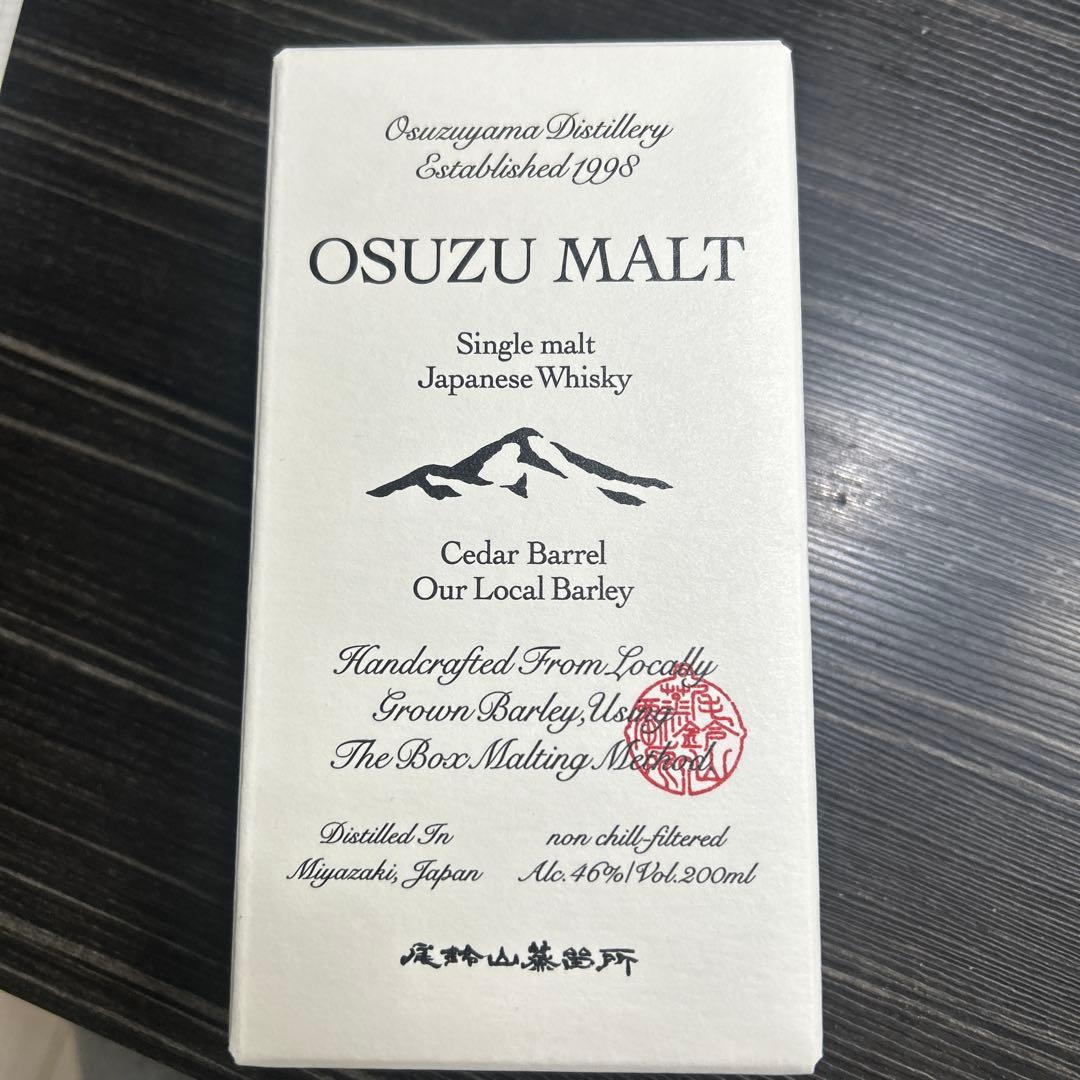 Osuzuyama Distillery
Established 1998
OSUZU MALT
Single malt
Japanese Whisky
Cedar Barrel
Our Local Barley
Handcrafted From Locally
Grown Barley, Using
The Box Malting Method,
Distilled In
Miyazaki, Japan
non chill-filtered
Alc.46%/Vol.200ml
尾鈴山蒸留所